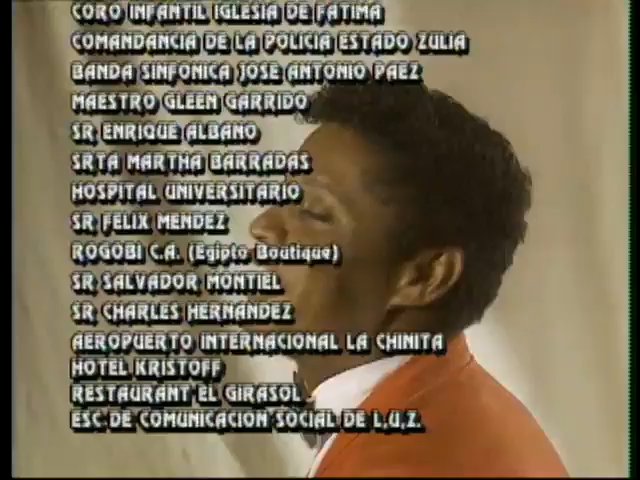 CORO INFANTIL IGLESIA DE FATIMA
COMANDANCIA DE LA POLICIA ESTADO ZULIA
BANDA SINFONICA JOSE ANTONIO PAEZ
MAESTRO GLEEN GARRIDO
SR ENRIQUE ALBANO
SRTA MARTHA BARRADAS
HOSPITAL UNIVERSITARIO
SR FELIX MENDEZ
ROGOBI C.A. (Egipto Boutique)
SR SALVADOR MONTIEL
SR CHARLES HERNANDEZ
AEROPUERTO INTERNACIONAL LA CHINITA
HOTEL KRISTOFF
RESTAURANT EL GIRASOL
ESC DE COMUNICACION SOCIAL DE L.U.Z.